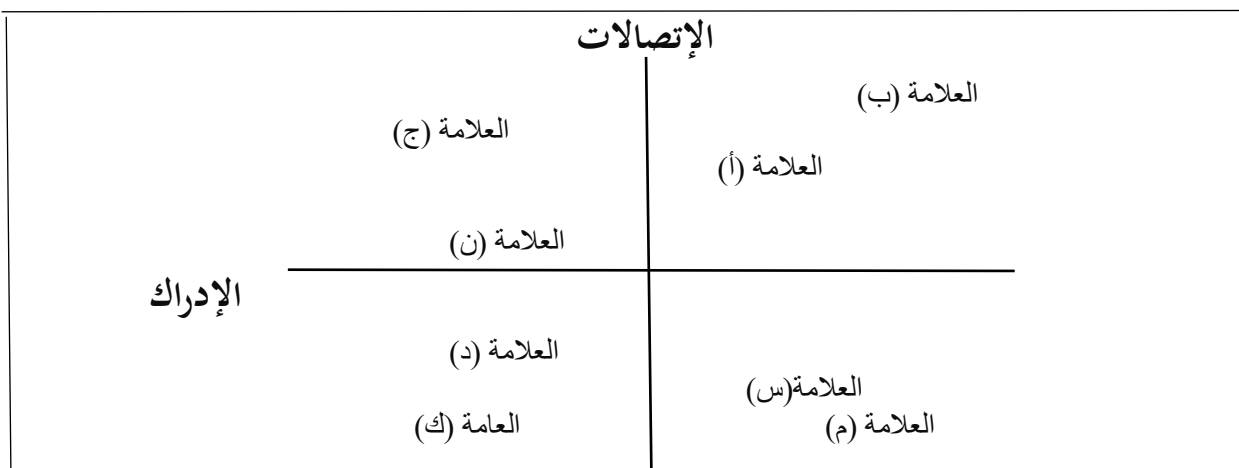 الإتصالات
العلامة (ب)
العلامة (ج)
العلامة (أ)
العلامة (ن)
الإدراك
العلامة (د)
العلامة(س)
العلامة (م)
العامة (ك)